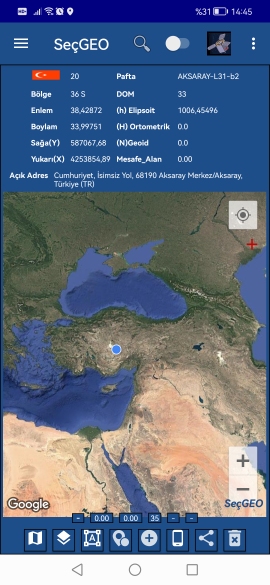 %31 14:45
SeçGEO
20 Pafta AKSARAY-L31-b2
Bölge 36 S DOM 33
Enlem 38,42872 (h) Elipsoit 1006,45496
Boylam 33,99751 (H) Ortometrik 0.0
Sağa(Y) 587067,68 (N)Geoid 0.0
Yukarı(X) 4253854,89 Mesafe_Alan 0.00
Açık Adres Cumhuriyet, İsimsiz Yol, 68190 Aksaray Merkez/Aksaray,
Türkiye (TR)
+
−
Google
SeçGEO
- 0.00 0.00 35 - -
A